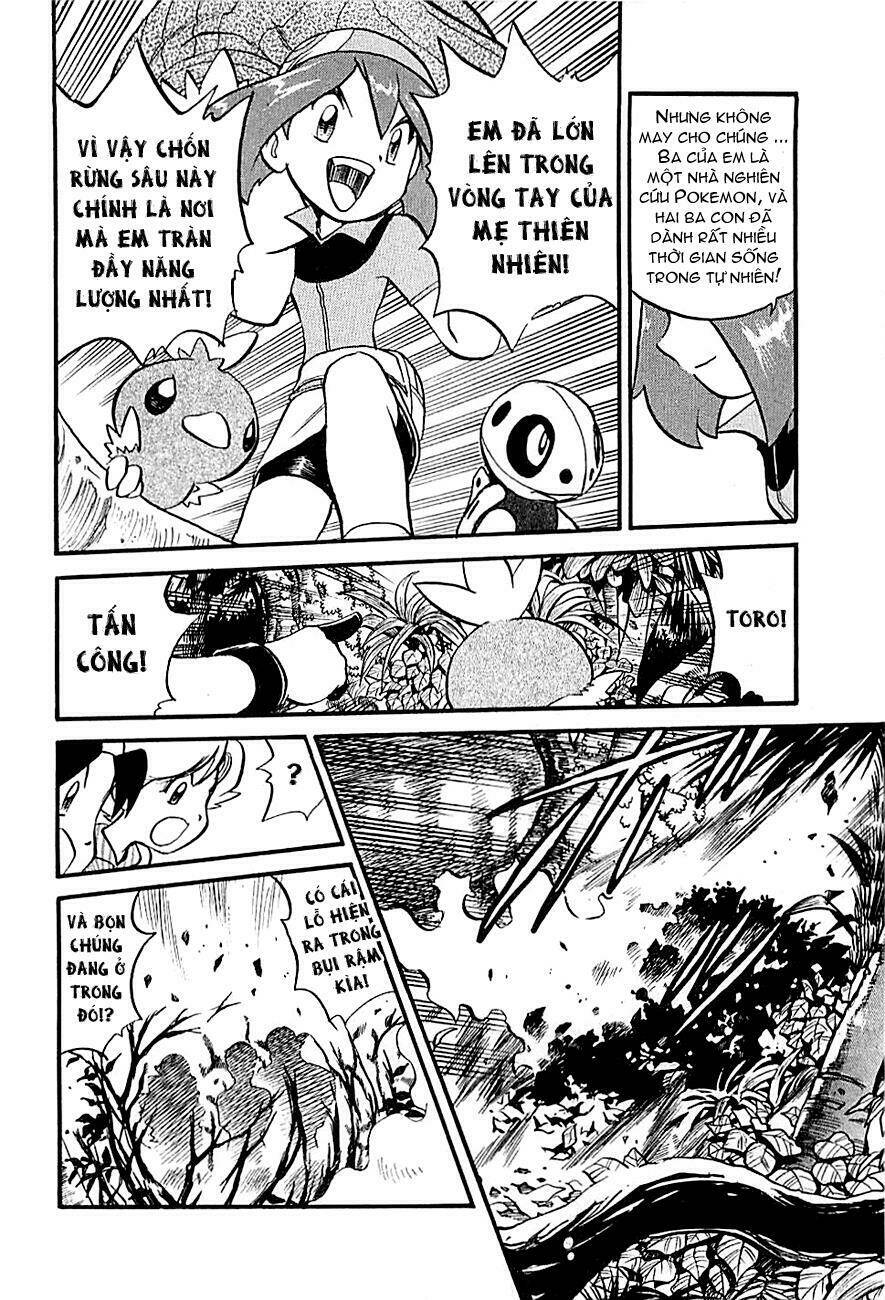 NHƯNG KHÔNG
MAY CHO CHÚNG ...
BA CỦA EM LÀ
MỘT NHÀ NGHIÊN
CỨU POKEMON, VÀ
HAI BA CON ĐÃ
DÀNH RẤT NHIỀU
THỜI GIAN SỐNG
TRONG TỰ NHIÊN!
EM ĐÃ LỚN
LÊN TRONG
VÒNG TAY CỦA
MẸ THIÊN
NHIÊN!
VÌ VẬY CHỐN
RỪNG SÂU NÀY
CHÍNH LÀ NƠI
MÀ EM TRÀN
ĐẦY NĂNG
LƯỢNG NHẤT!
TORO!
TẤN
CÔNG!
?
CÓ CÁI
LỖ HIỆN
RA TRONG
BỤI RẬM
KÌA!
VÀ BỌN
CHÚNG
ĐANG Ở
TRONG
ĐÓ!?